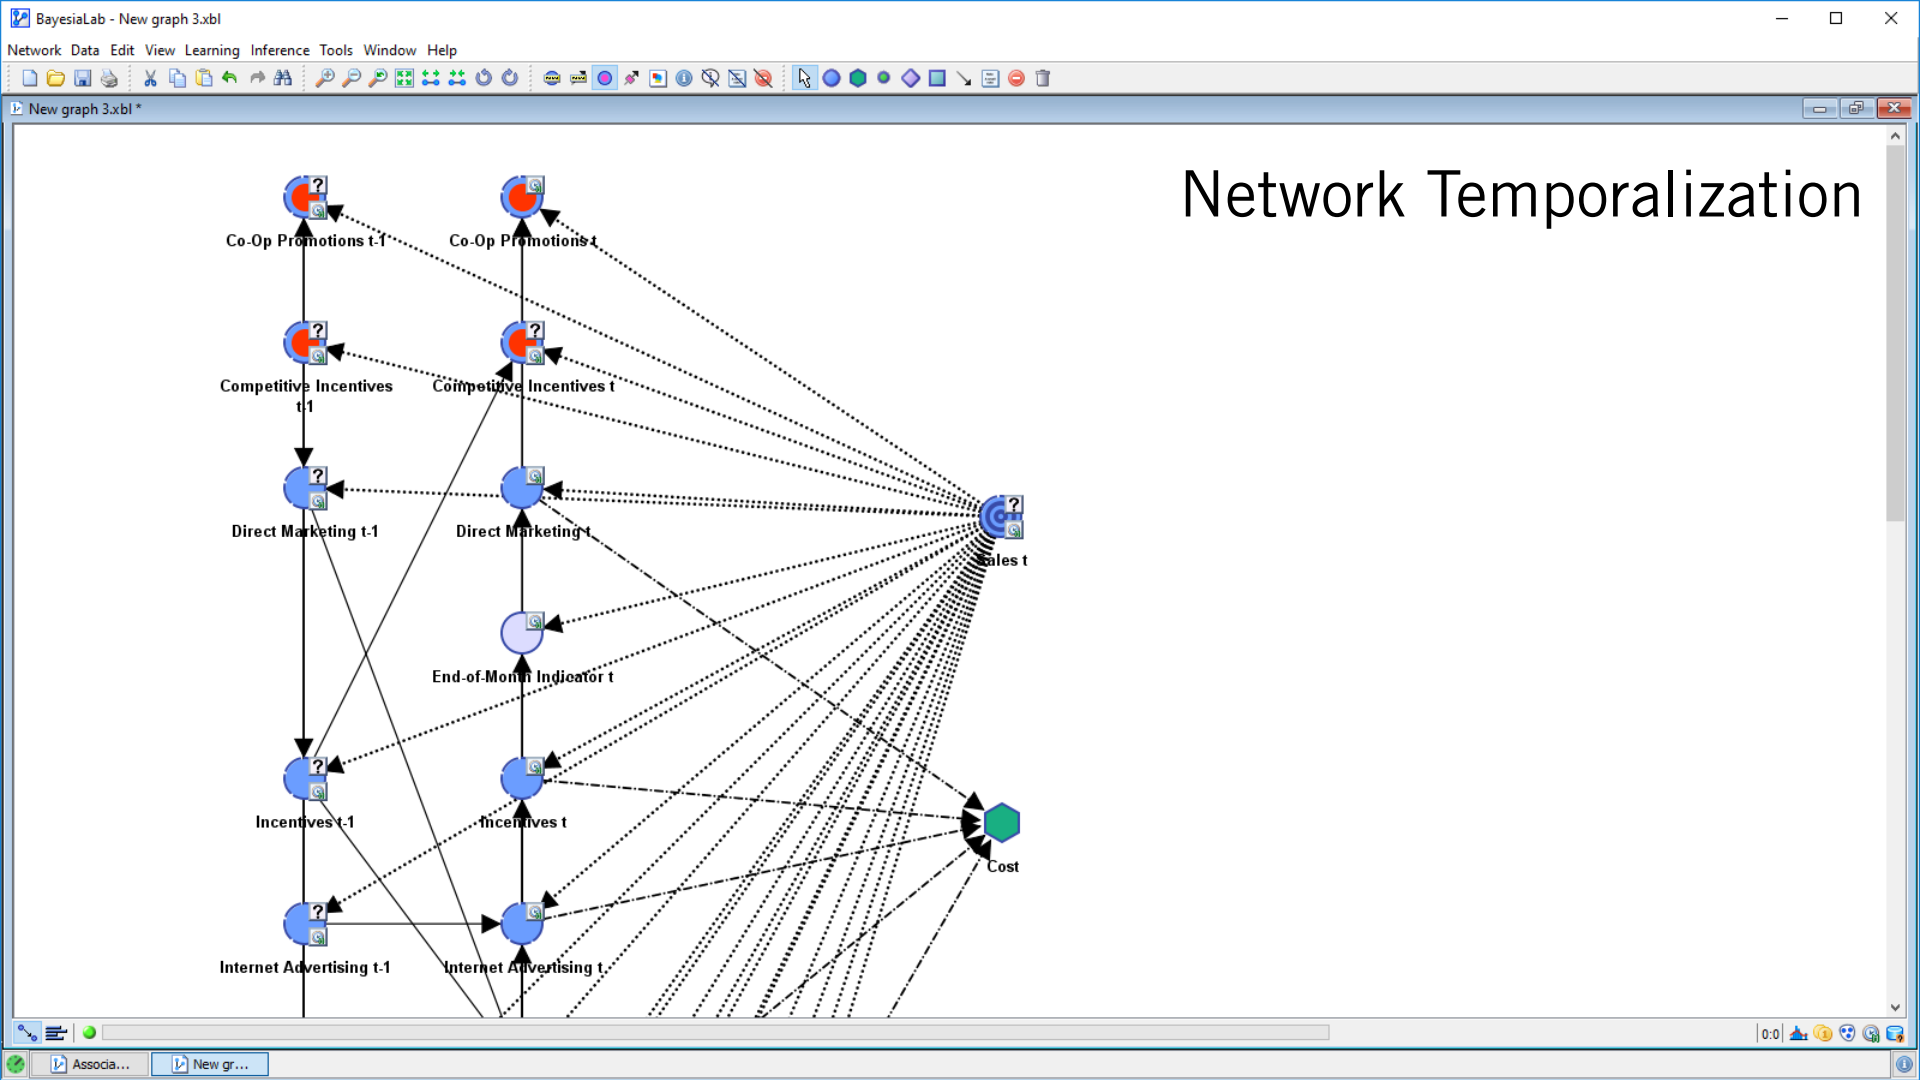 BayesiaLab - New graph 3.xbl
Network Data Edit View Learning Inference Tools Window Help
New graph 3.xbl *
Network Temporalization
? ?
Co-Op Promotions t-1 Co-Op Promotions t
? ?
Competitive Incentives Competitive Incentives t
t-1
?
Direct Marketing t-1 Direct Marketing t
?
Sales t
End-of-Month Indicator t
?
Incentives t-1 Incentives t
Cost
?
Internet Advertising t-1 Internet Advertising t
0:0
Associa... New gr...